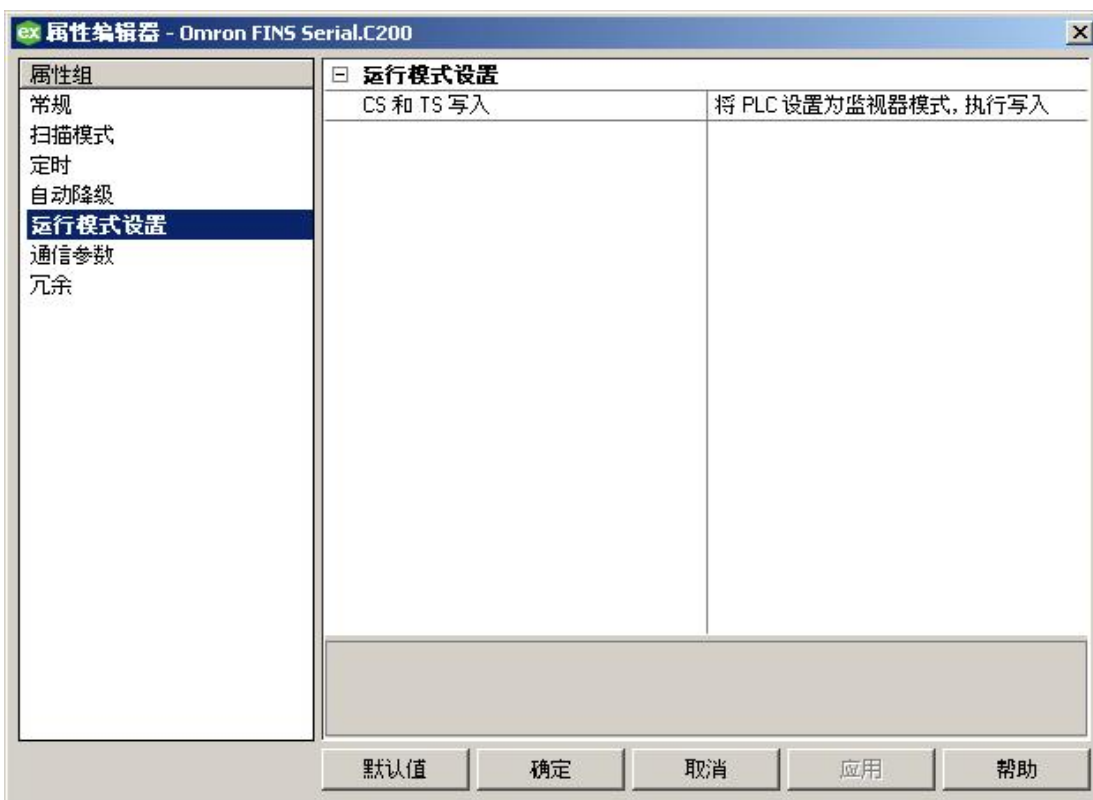 ex 属性编辑器 - Omron FINS Serial.C200
属性组
常规
扫描模式
定时
自动降级
运行模式设置
通信参数
冗余
运行模式设置
CS 和 TS 写入 将 PLC 设置为监视器模式, 执行写入
默认值 确定 取消 应用 帮助